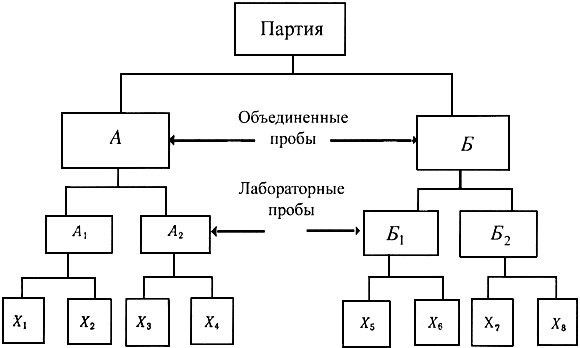 Партия
Объединенные
пробы
А
Б
Лабораторные
пробы
А1
А2
Б1
Б2
X1
X2
X3
X4
X5
X6
X7
X8